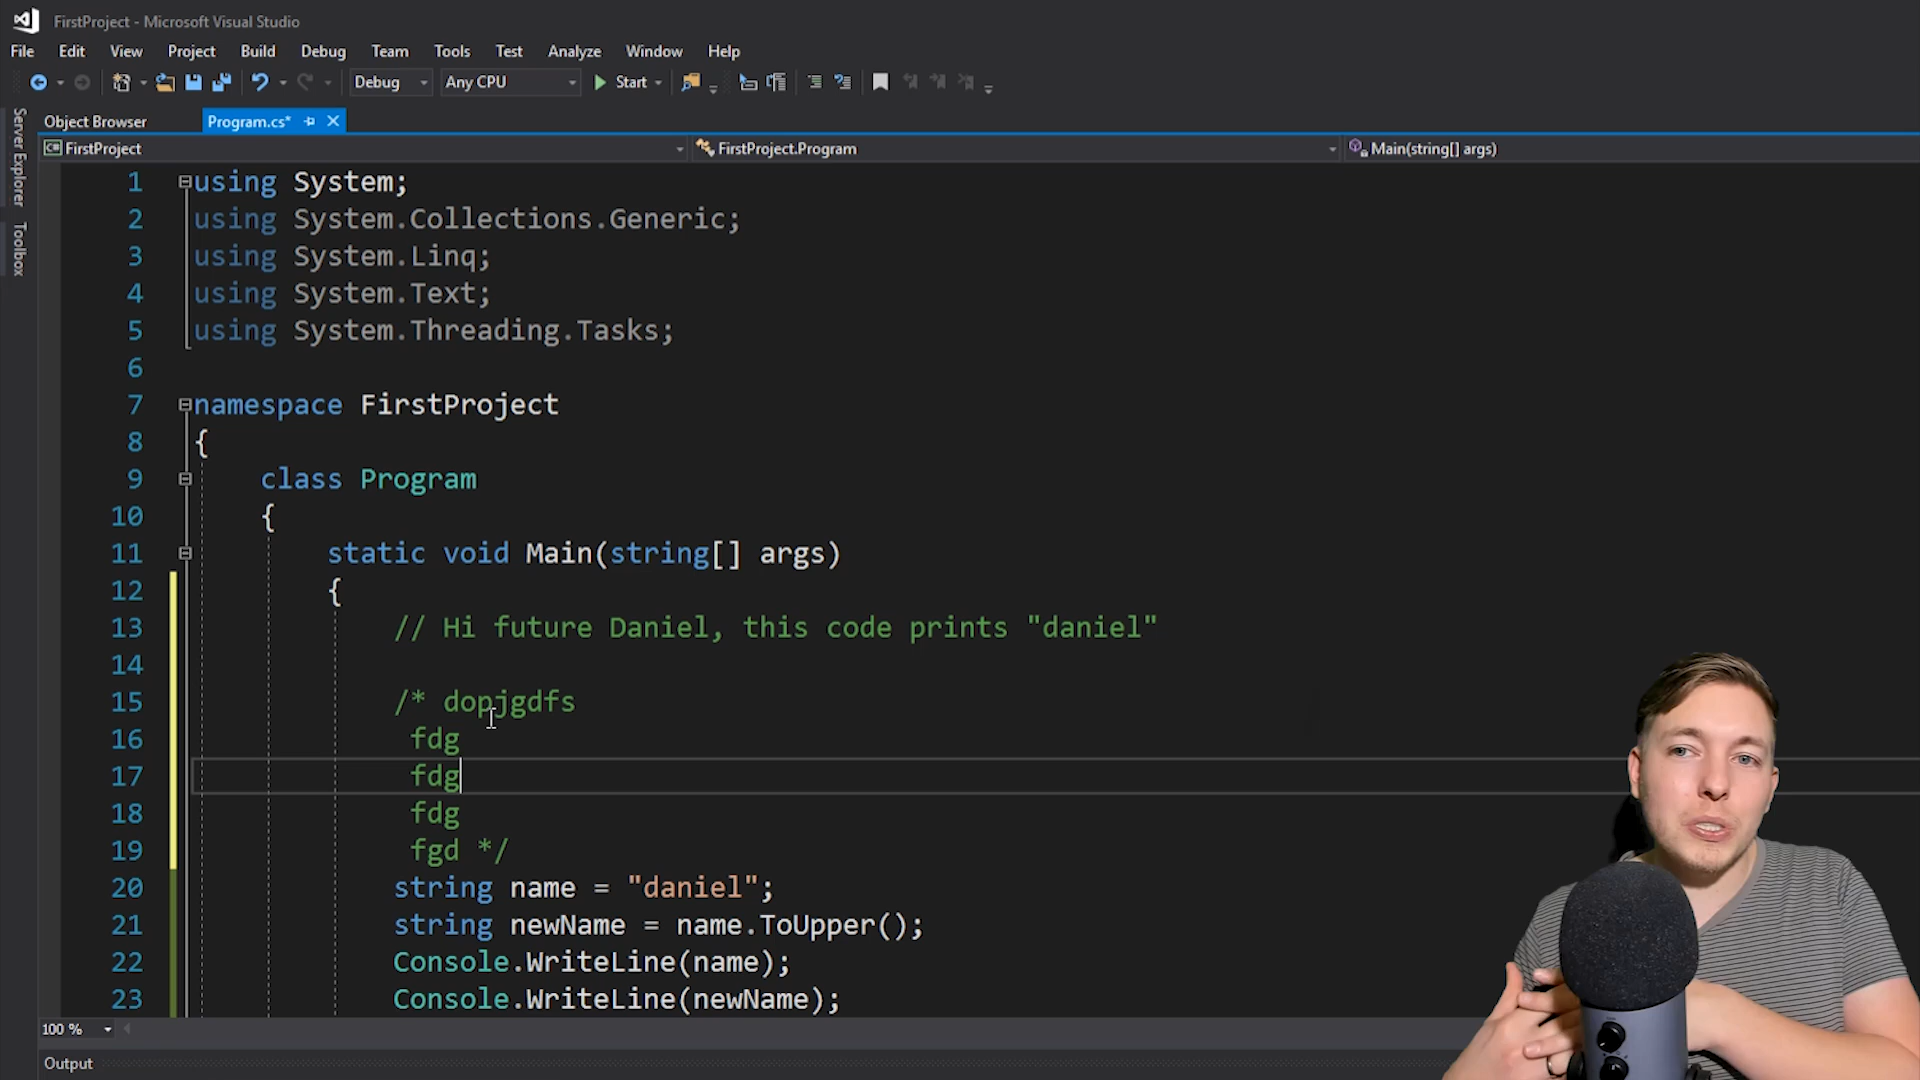 FirstProject - Microsoft Visual Studio
File Edit View Project Build Debug Team Tools Test Analyze Window Help
Debug Any CPU Start
Server Explorer
Toolbox
Object Browser Program.cs*
C# FirstProject FirstProject.Program Main(string[] args)
1 using System;
2 using System.Collections.Generic;
3 using System.Linq;
4 using System.Text;
5 using System.Threading.Tasks;
6
7 namespace FirstProject
8 {
9 class Program
10 {
11 static void Main(string[] args)
12 {
13 // Hi future Daniel, this code prints "daniel"
14
15 /* dopjgdfs
16 fdg
17 fdg
18 fdg
19 fgd */
20 string name = "daniel";
21 string newName = name.ToUpper();
22 Console.WriteLine(name);
23 Console.WriteLine(newName);
100 %
Output